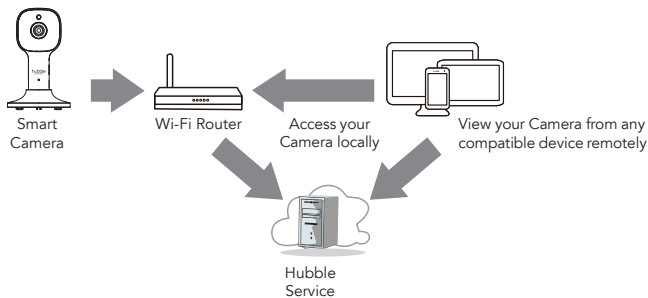 hubble
Smart
Camera
Wi-Fi Router
Access your
Camera locally
View your Camera from any
compatible device remotely
Hubble
Service